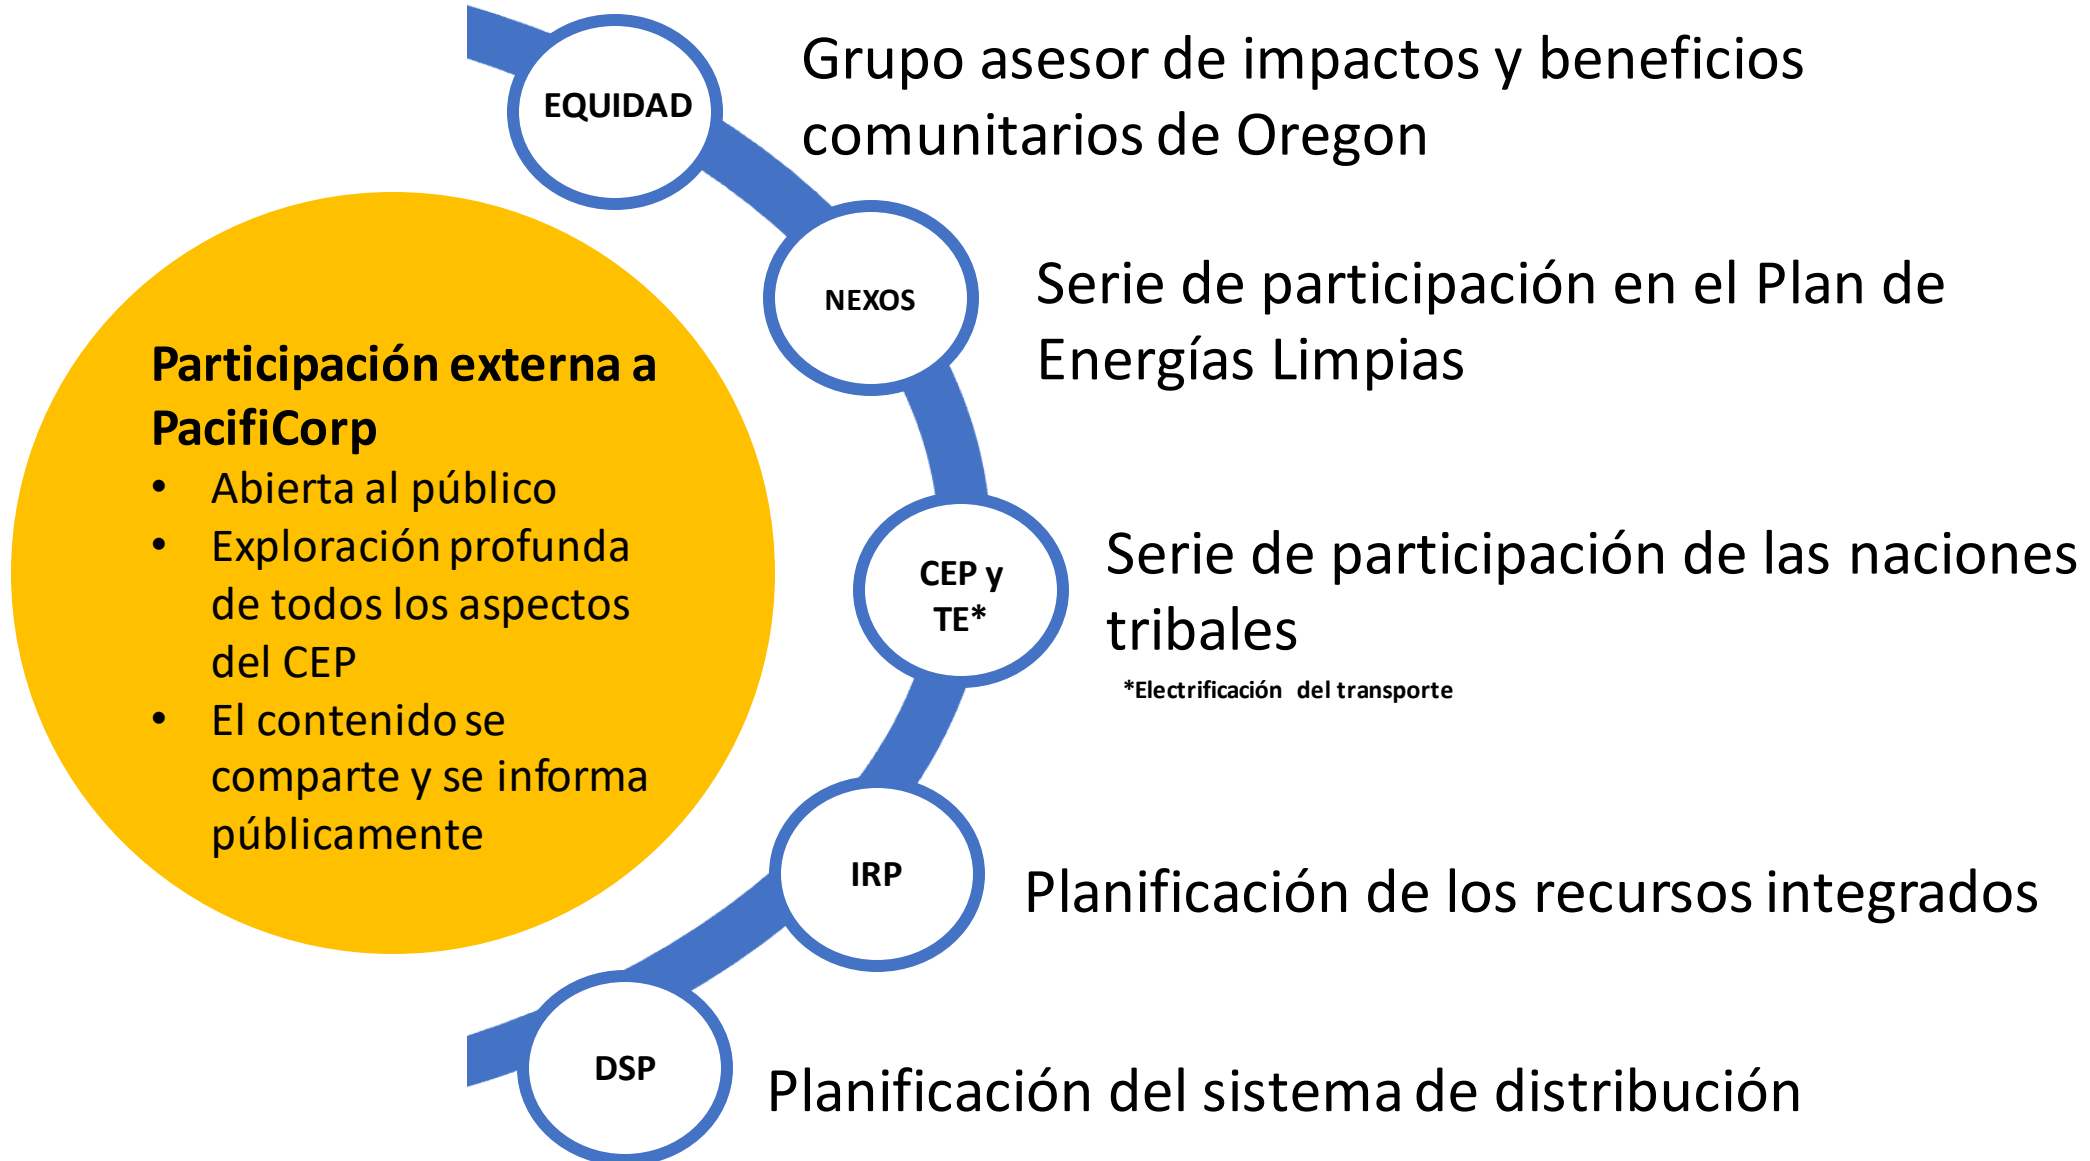 Participación externa a
PacifiCorp
• Abierta al público
• Exploración profunda
de todos los aspectos
del CEP
• El contenido se
comparte y se informa
públicamente
EQUIDAD
Grupo asesor de impactos y beneficios
comunitarios de Oregon
NEXOS
Serie de participación en el Plan de
Energías Limpias
CEP y
TE*
Serie de participación de las naciones
tribales
*Electrificación del transporte
IRP
Planificación de los recursos integrados
DSP
Planificación del sistema de distribución